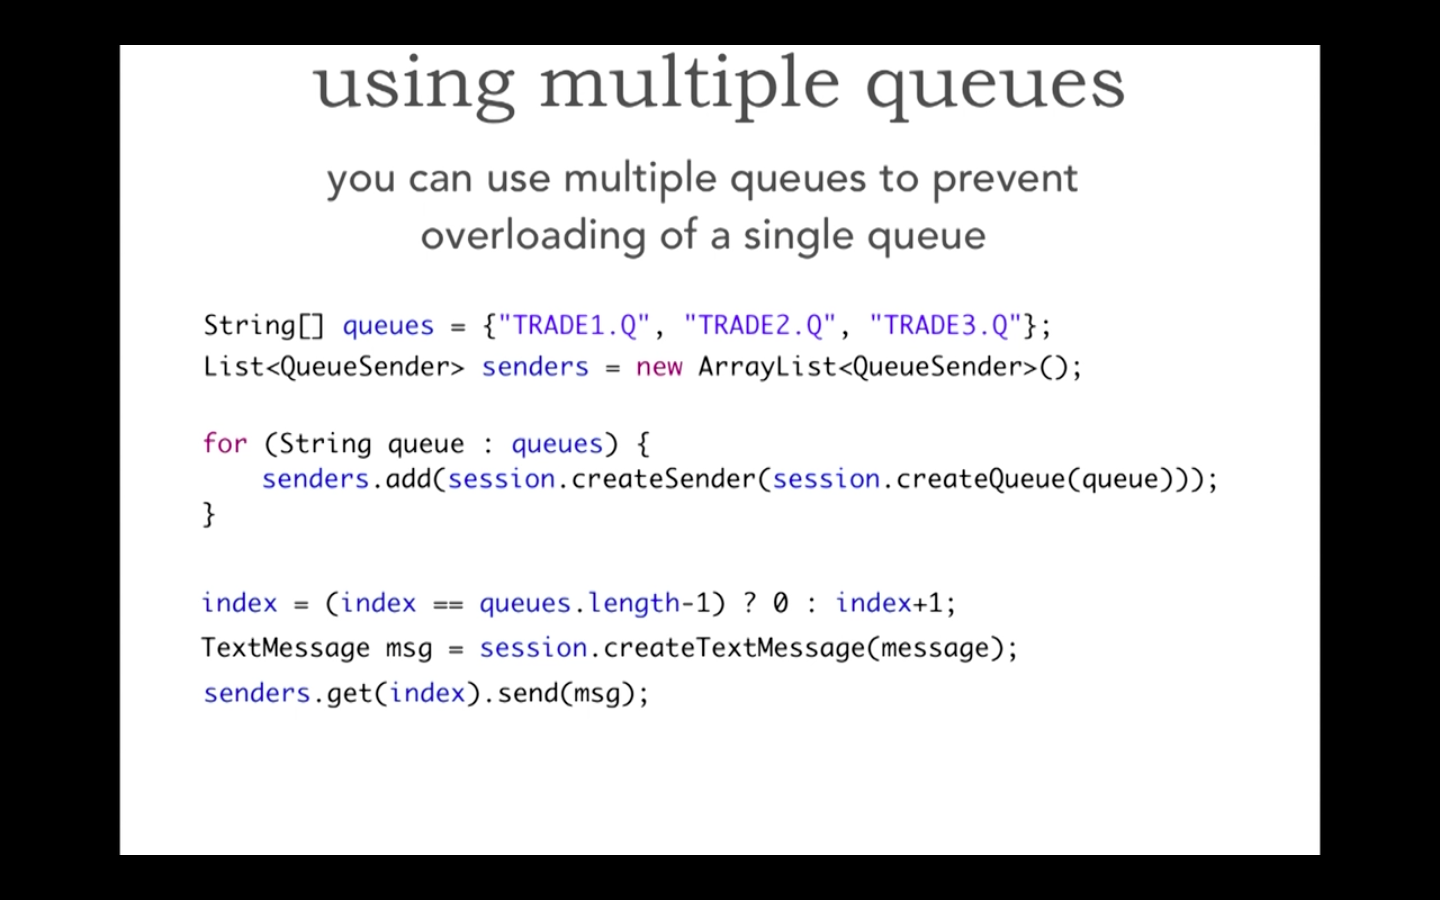 using multiple queues
you can use multiple queues to prevent
overloading of a single queue
String[] queues = {"TRADE1.Q", "TRADE2.Q", "TRADE3.Q"};
List<QueueSender> senders = new ArrayList<QueueSender>();
for (String queue : queues) {
    senders.add(session.createSender(session.createQueue(queue)));
}
index = (index == queues.length-1) ? 0 : index+1;
TextMessage msg = session.createTextMessage(message);
senders.get(index).send(msg);